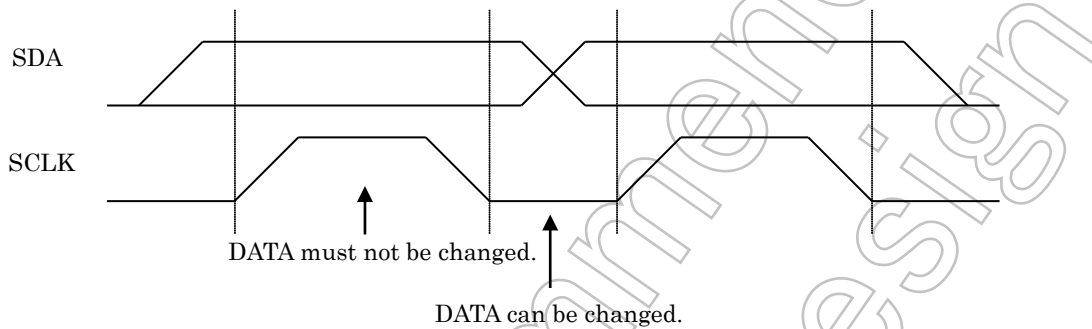 SDA
SCLK
DATA must not be changed.
DATA can be changed.